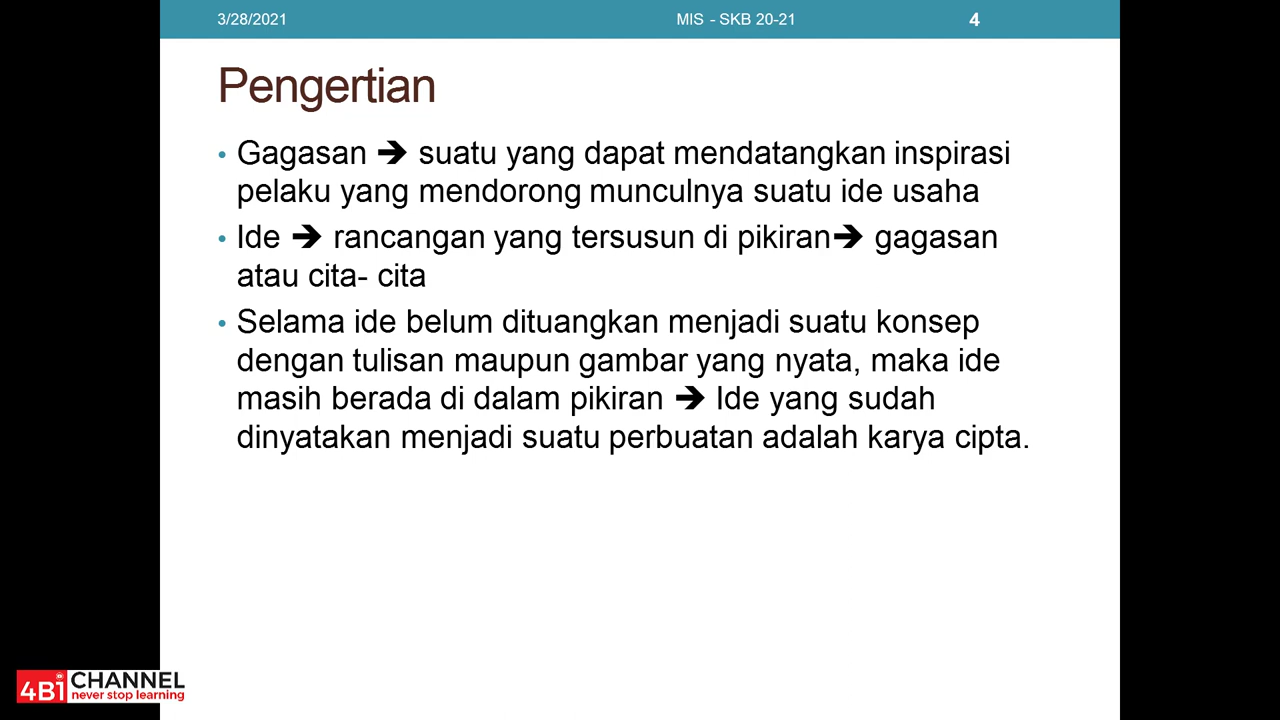 3/28/2021 MIS - SKB 20-21 4
Pengertian
• Gagasan ➔ suatu yang dapat mendatangkan inspirasi
pelaku yang mendorong munculnya suatu ide usaha
• Ide ➔ rancangan yang tersusun di pikiran➔ gagasan
atau cita- cita
• Selama ide belum dituangkan menjadi suatu konsep
dengan tulisan maupun gambar yang nyata, maka ide
masih berada di dalam pikiran ➔ Ide yang sudah
dinyatakan menjadi suatu perbuatan adalah karya cipta.
4Bi CHANNEL
never stop learning